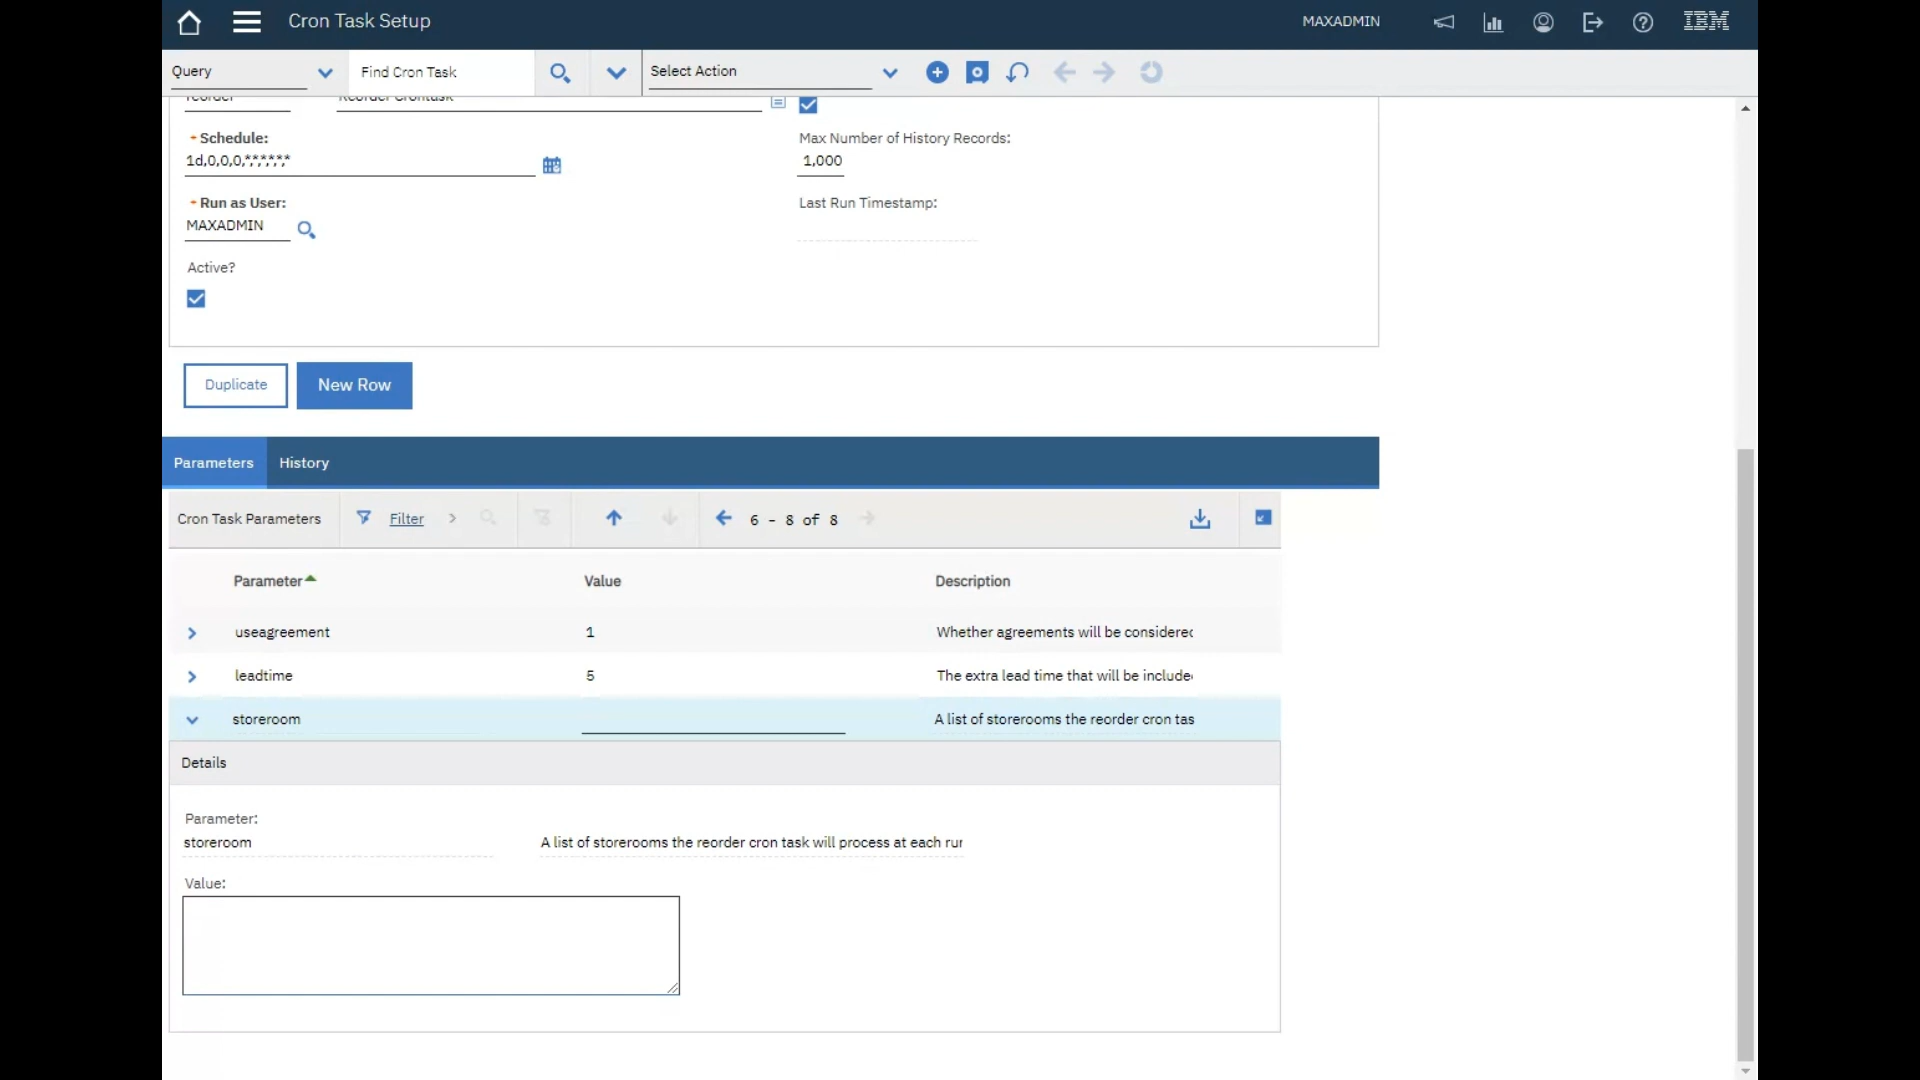 Cron Task Setup
MAXADMIN
IBM
Query
Find Cron Task
Select Action
reorder
Reorder Crontask
Schedule:
1d,0,0,0,*,*,*,*,*,*
Max Number of History Records:
1,000
Run as User:
MAXADMIN
Last Run Timestamp:
Active?
Duplicate
New Row
Parameters
History
Cron Task Parameters
Filter
6 - 8 of 8
Parameter
Value
Description
useagreement
1
Whether agreements will be considered
leadtime
5
The extra lead time that will be include
storeroom
A list of storerooms the reorder cron tas
Details
Parameter:
storeroom
A list of storerooms the reorder cron task will process at each rur
Value: